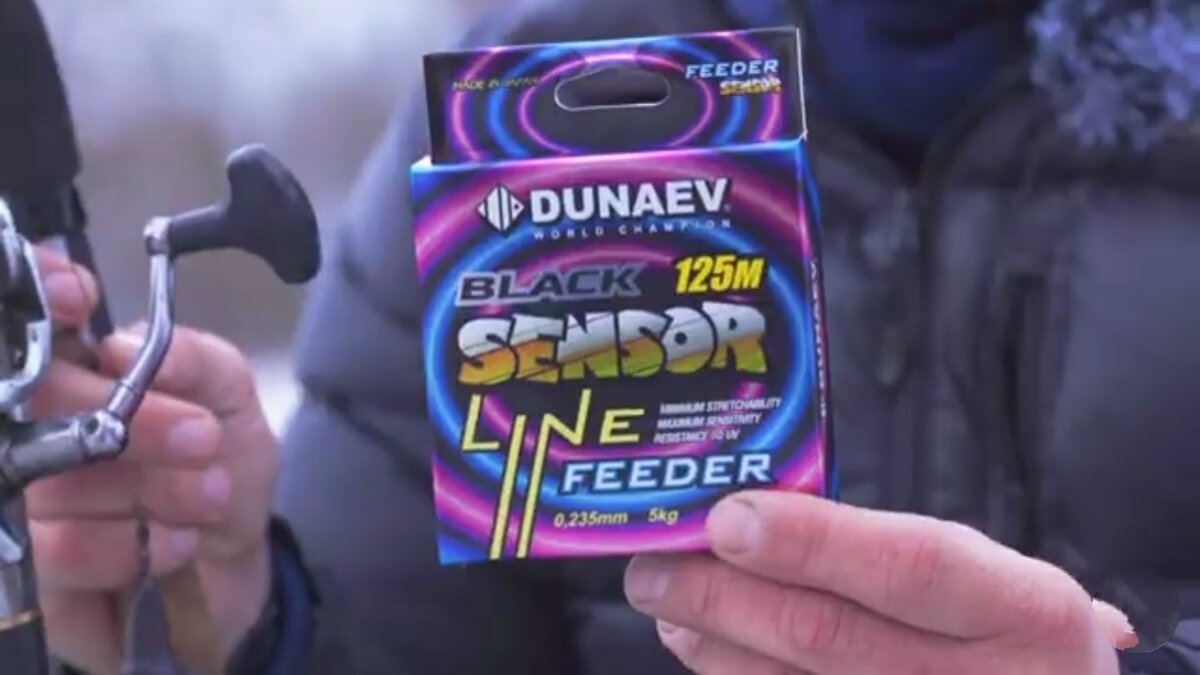 MADE IN JAPAN
FEEDER
SENSOR
DUNAEV
WORLD CHAMPION
BLACK 125M
SENSOR
LINE
MINIMUM STRETCHABILITY
MAXIMUM SENSITIVITY
RESISTANCE TO UV
FEEDER
0,235mm 5kg
DUNAEV